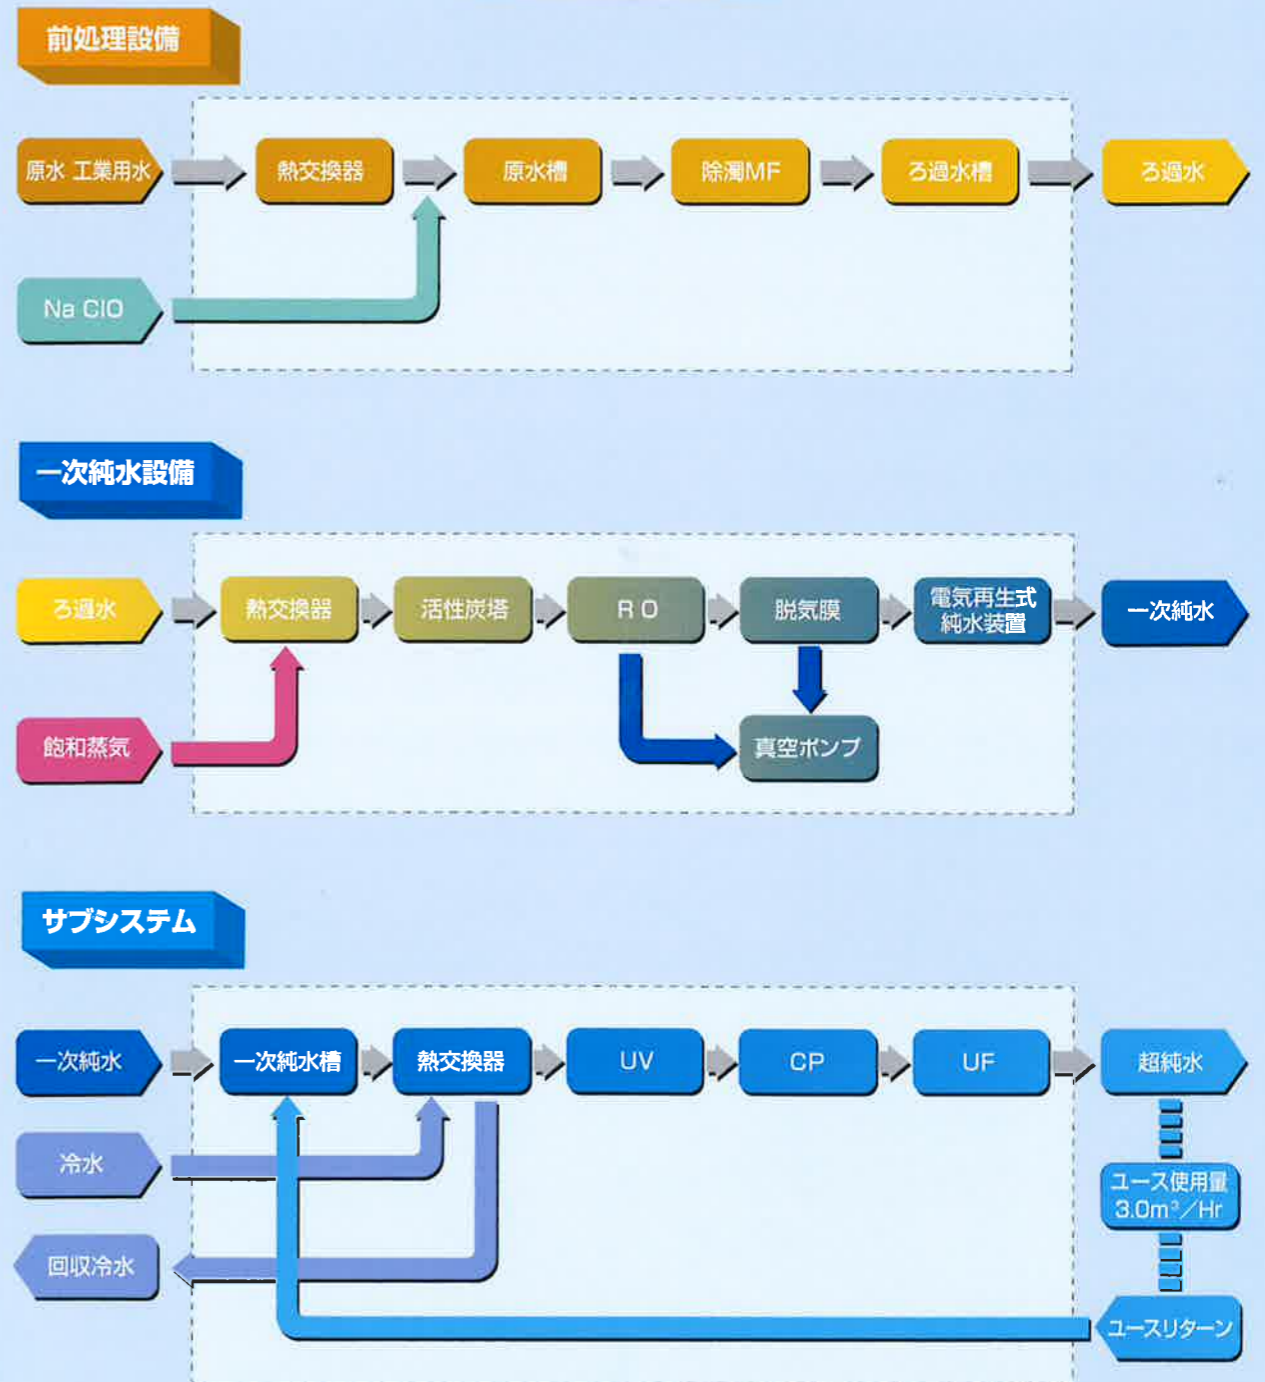 前処理設備
原水 工業用水
熱交換器
原水槽
除濁MF
ろ過水槽
ろ過水
Na ClO
一次純水設備
ろ過水
熱交換器
活性炭塔
R O
脱気膜
電気再生式
純水装置
一次純水
飽和蒸気
真空ポンプ
サブシステム
一次純水
一次純水槽
熱交換器
UV
CP
UF
超純水
冷水
ユース使用量
3.0m³/Hr
回収冷水
ユースリターン